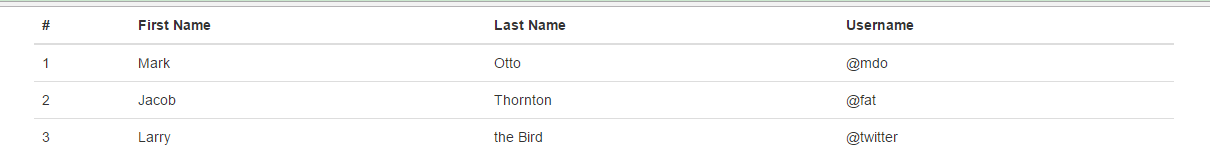 # First Name Last Name Username
1 Mark Otto @mdo
2 Jacob Thornton @fat
3 Larry the Bird @twitter